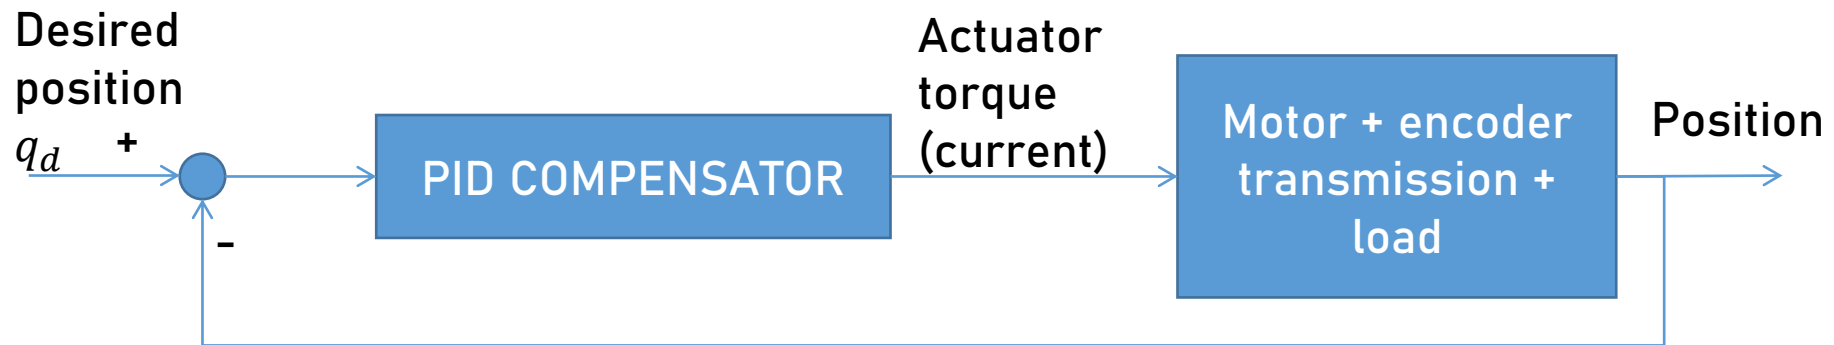 Desired
position
q_d
+
-
PID COMPENSATOR
Actuator
torque
(current)
Motor + encoder
transmission +
load
Position